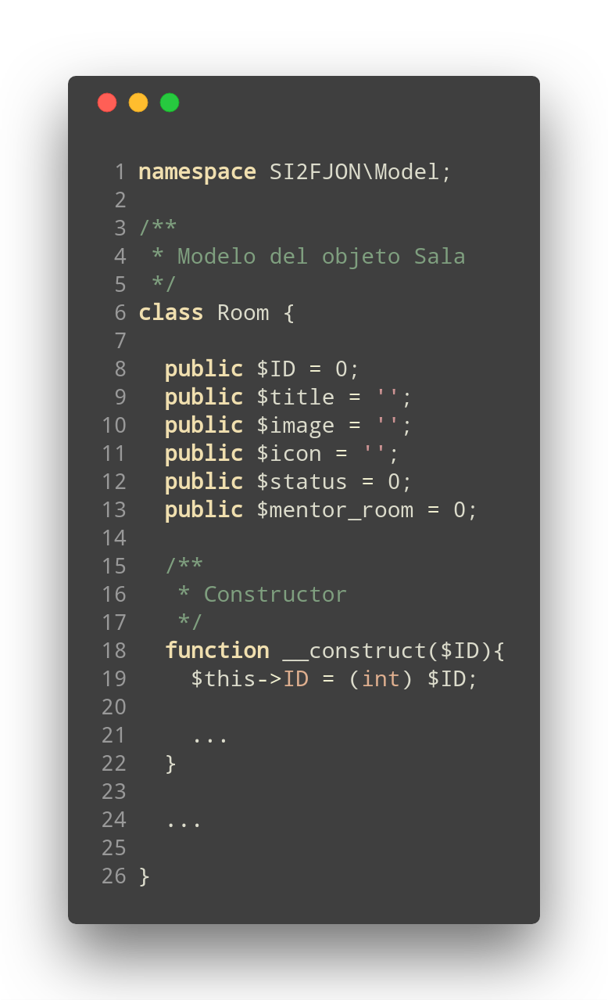 1 namespace SI2FJON\Model;
2
3 /**
4  * Modelo del objeto Sala
5  */
6 class Room {
7
8   public $ID = 0;
9   public $title = '';
10   public $image = '';
11   public $icon = '';
12   public $status = 0;
13   public $mentor_room = 0;
14
15   /**
16    * Constructor
17    */
18   function __construct($ID){
19     $this->ID = (int) $ID;
20
21     ...
22   }
23
24   ...
25
26 }